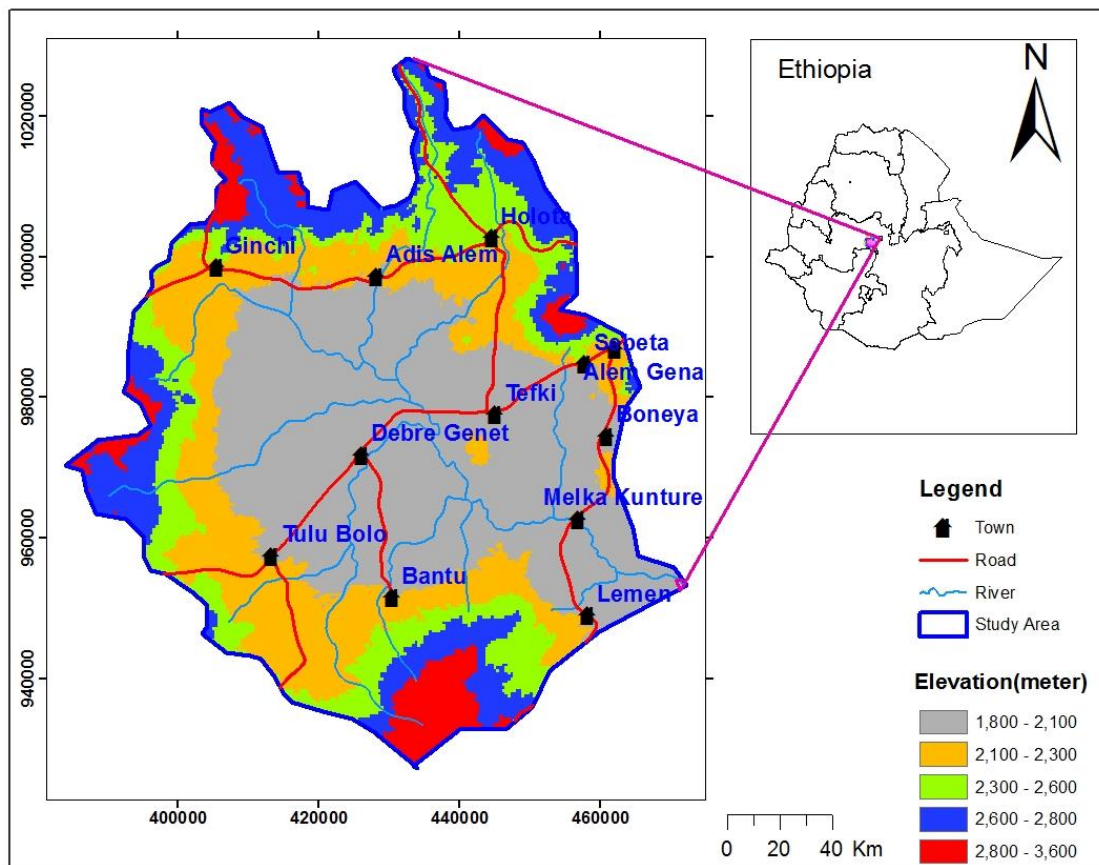 Ethiopia
N
1020000
1000000
980000
960000
940000
400000
420000
440000
460000
Holota
Ginchi
Adis Alem
Sebeta
Alem Gena
Tefki
Boneya
Debre Genet
Melka Kunture
Tulu Bolo
Bantu
Lemen
Legend
Town
Road
River
Study Area
Elevation(meter)
1,800 - 2,100
2,100 - 2,300
2,300 - 2,600
2,600 - 2,800
2,800 - 3,600
0 10 20 40 Km